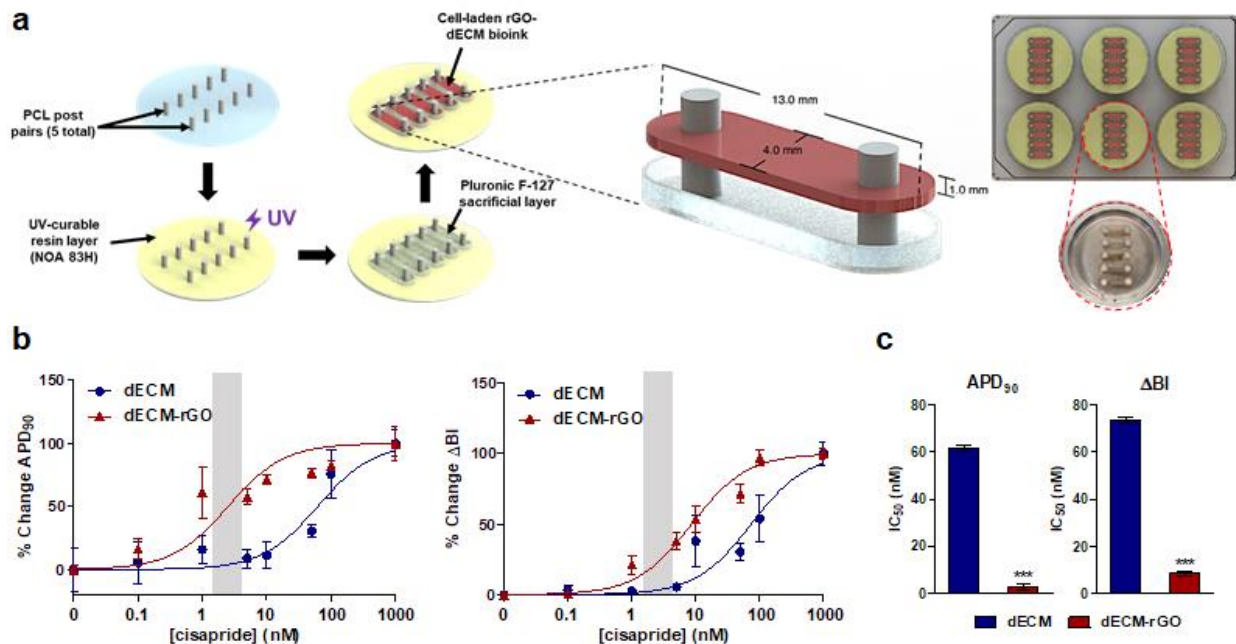 a
PCL post
pairs (5 total)
UV-curable
resin layer
(NOA 83H)
UV
Cell-laden rGO-
dECM bioink
Pluronic F-127
sacrificial layer
13.0 mm
4.0 mm
1.0 mm
b
% Change APD90
150
100
50
0
dECM
dECM-rGO
0 0.1 1 10 100 1000
[cisapride] (nM)
% Change ΔBI
150
100
50
0
dECM
dECM-rGO
0 0.1 1 10 100 1000
[cisapride] (nM)
c
APD90
IC50 (nM)
80
60
40
20
0
***
ΔBI
IC50 (nM)
80
60
40
20
0
***
dECM dECM-rGO